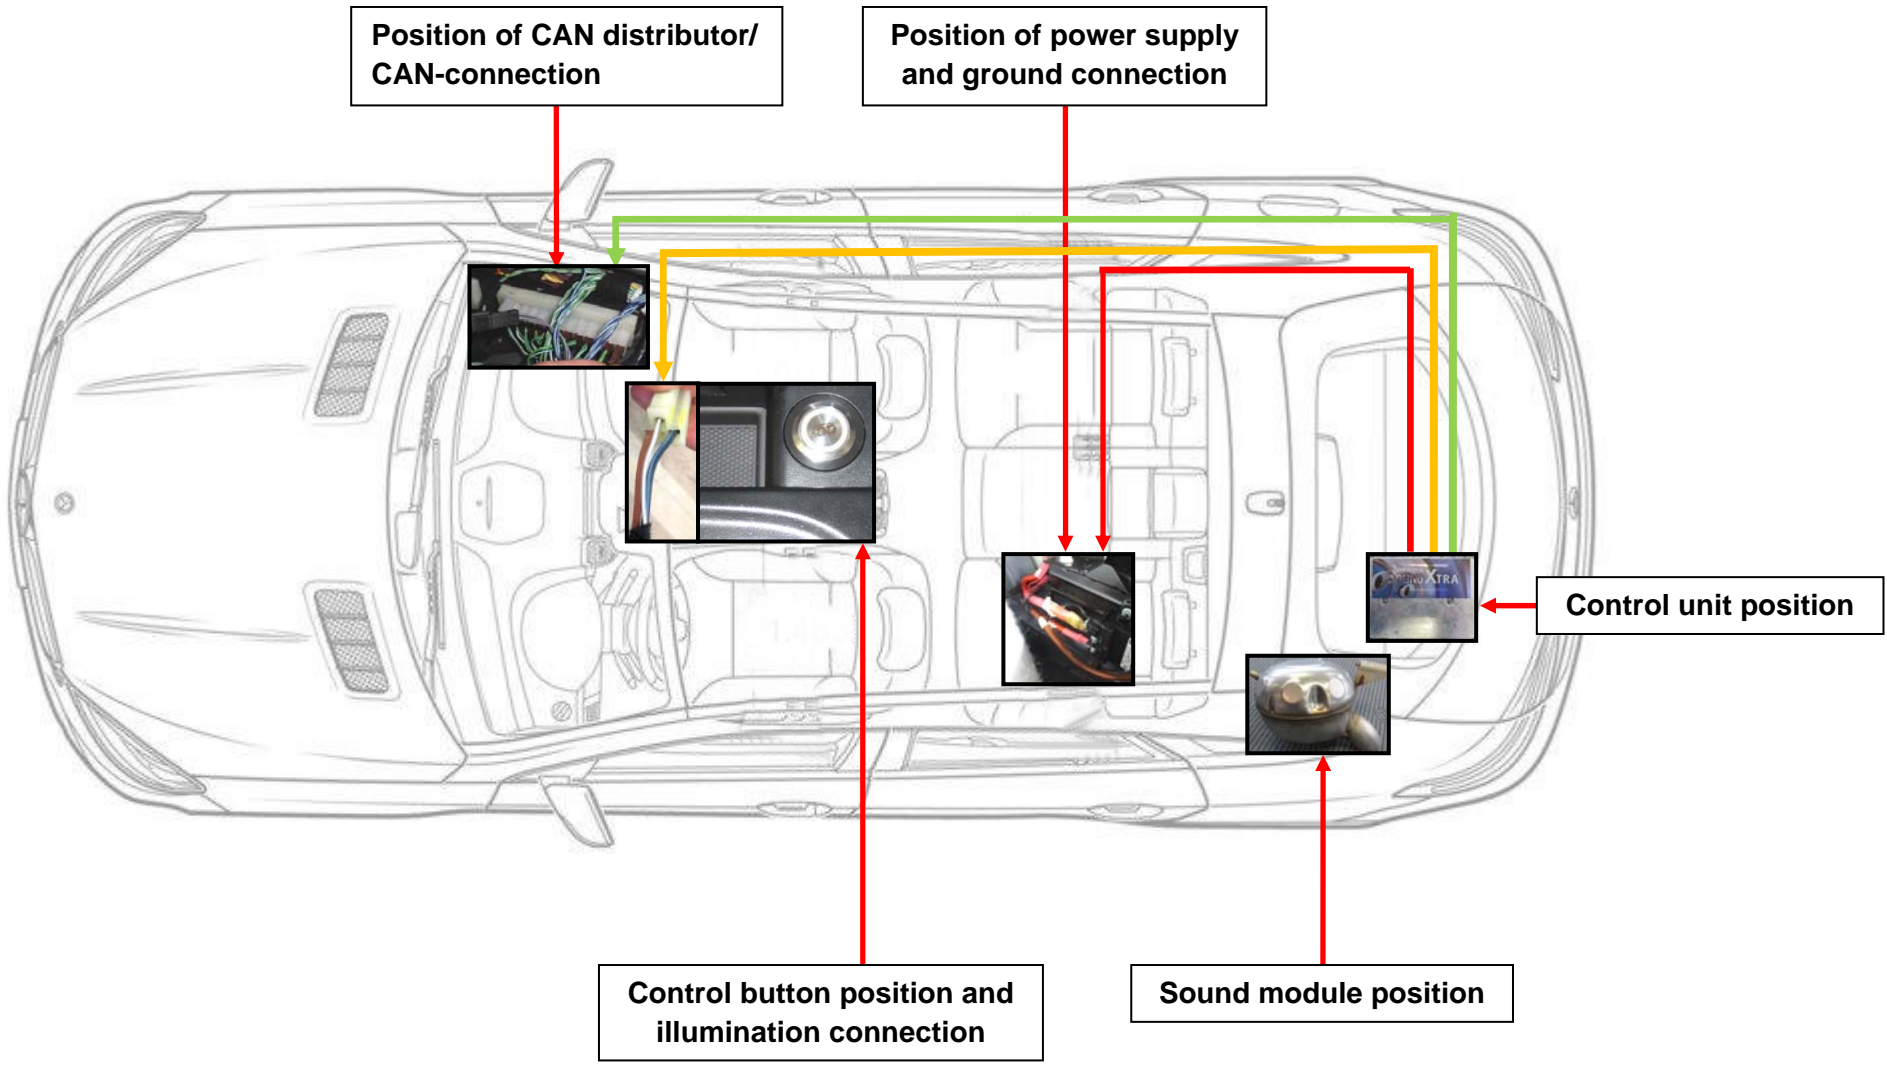 Position of CAN distributor/
CAN-connection
Position of power supply
and ground connection
XTRA
Control unit position
Control button position and
illumination connection
Sound module position